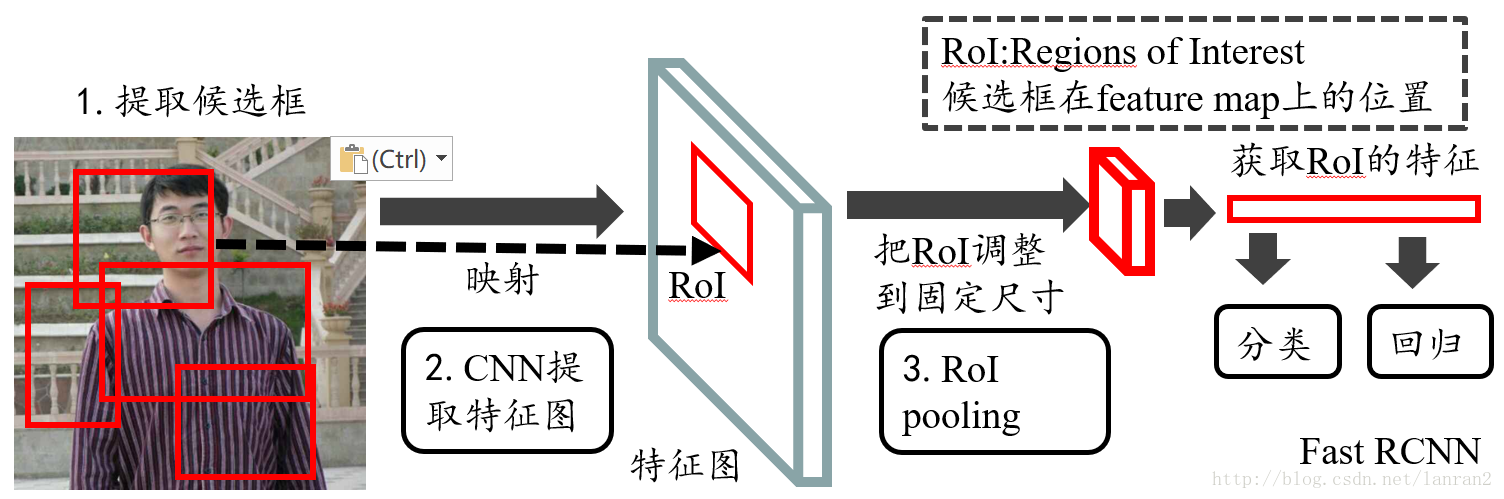 RoI:Regions of Interest
候选框在feature map上的位置
1.提取候选框
(Ctrl)
映射
2. CNN提
取特征图
RoI
特征图
把RoI调整
到固定尺寸
3. RoI
pooling
获取RoI的特征
分类
回归
Fast RCNN
http://blog.csdn.net/lanran2